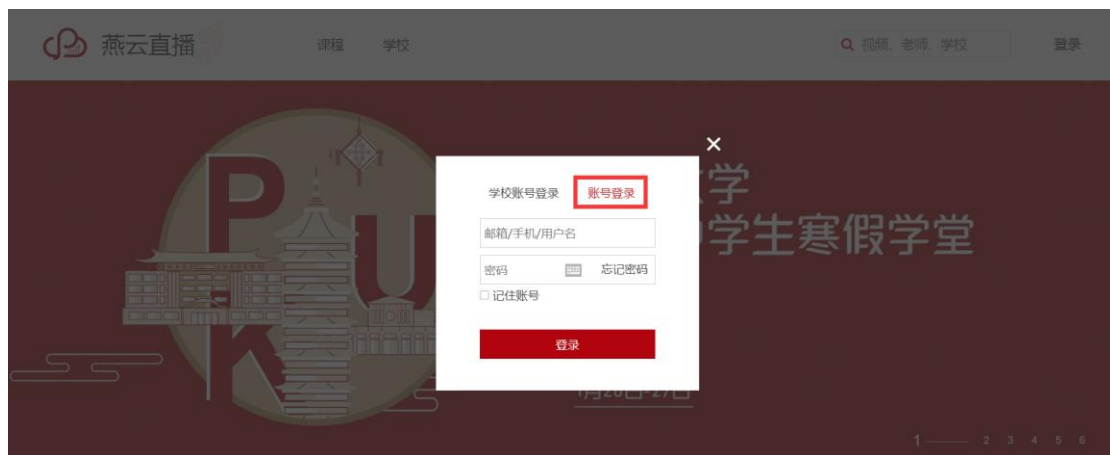 燕云直播
课程 学校
视频、老师、学校
登录
学校账号登录 账号登录
邮箱/手机/用户名
密码 忘记密码
记住账号
登录
PUK
学
学生寒假学堂
1 2 3 4 5 6